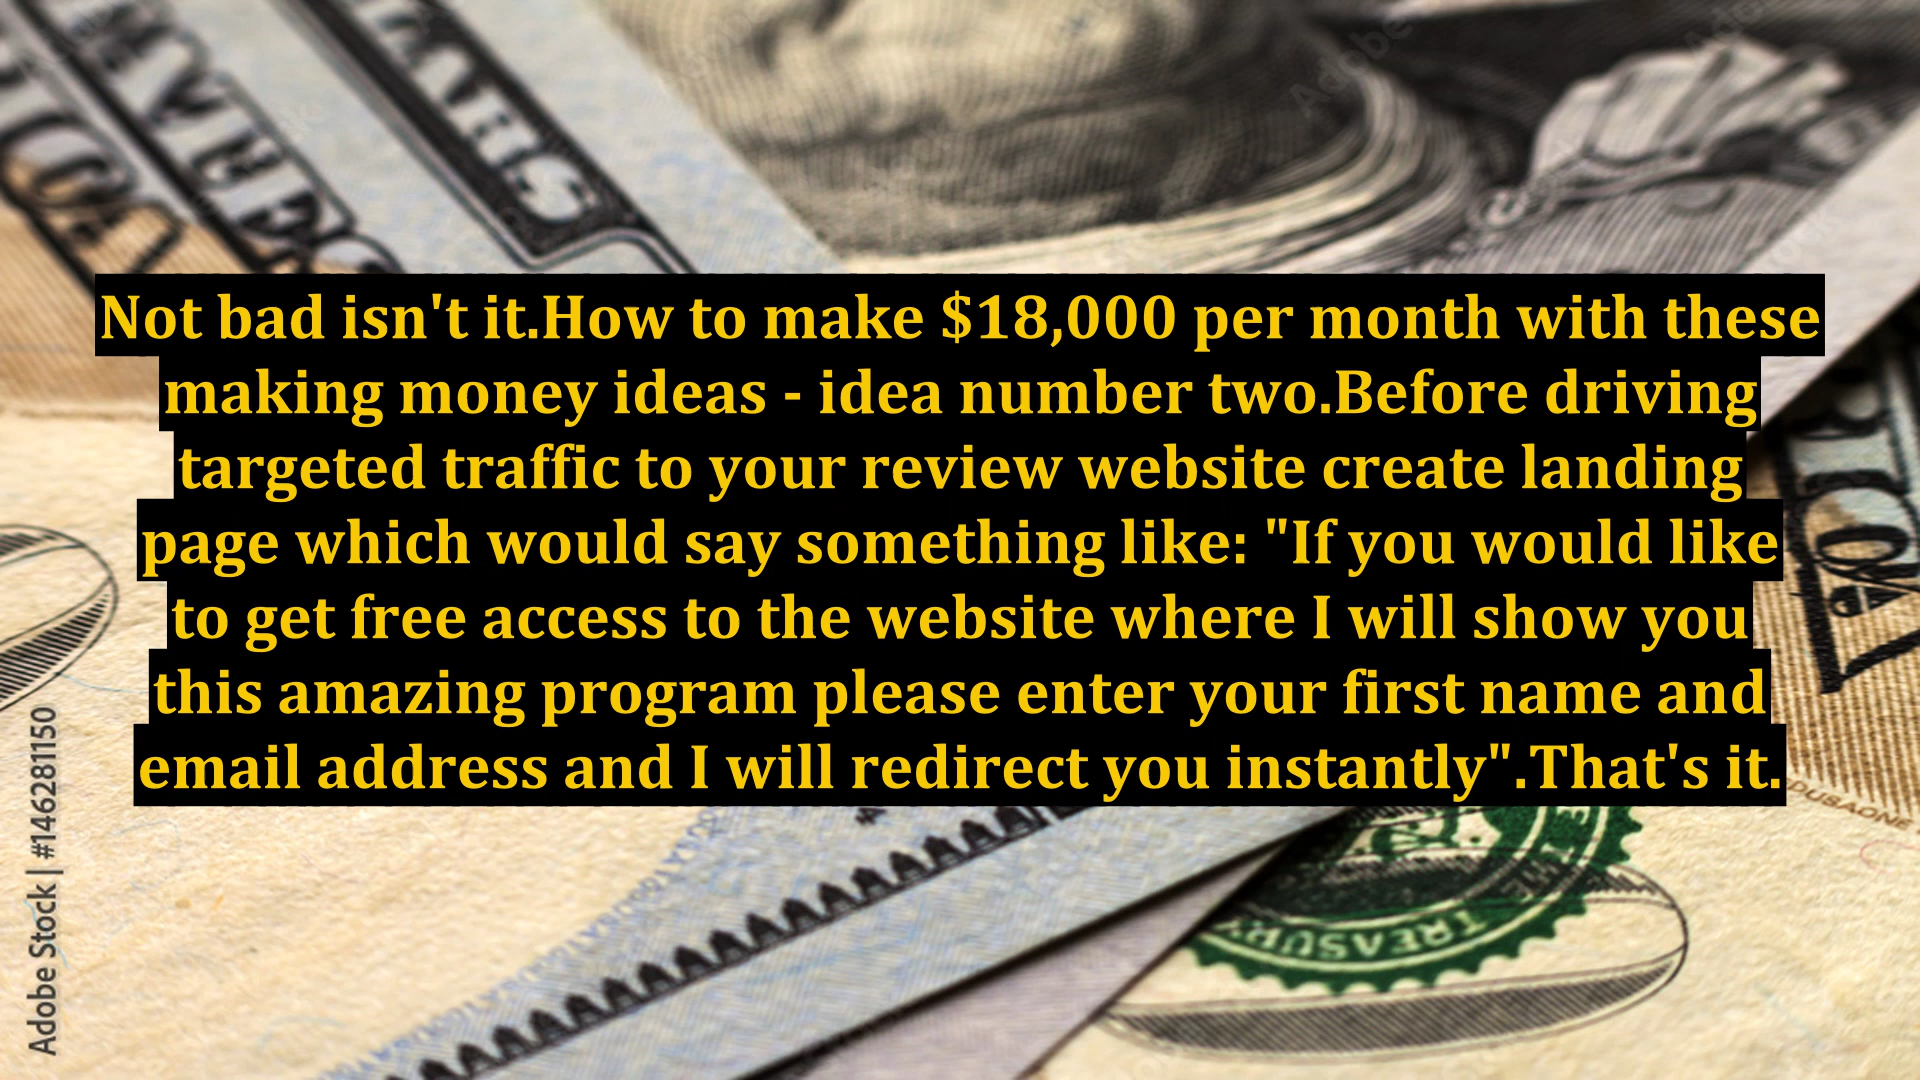 Not bad isn't it.How to make $18,000 per month with these
making money ideas - idea number two.Before driving
targeted traffic to your review website create landing
page which would say something like: "If you would like
to get free access to the website where I will show you
this amazing program please enter your first name and
email address and I will redirect you instantly".That's it.
Adobe Stock | #146281150
TREASURY